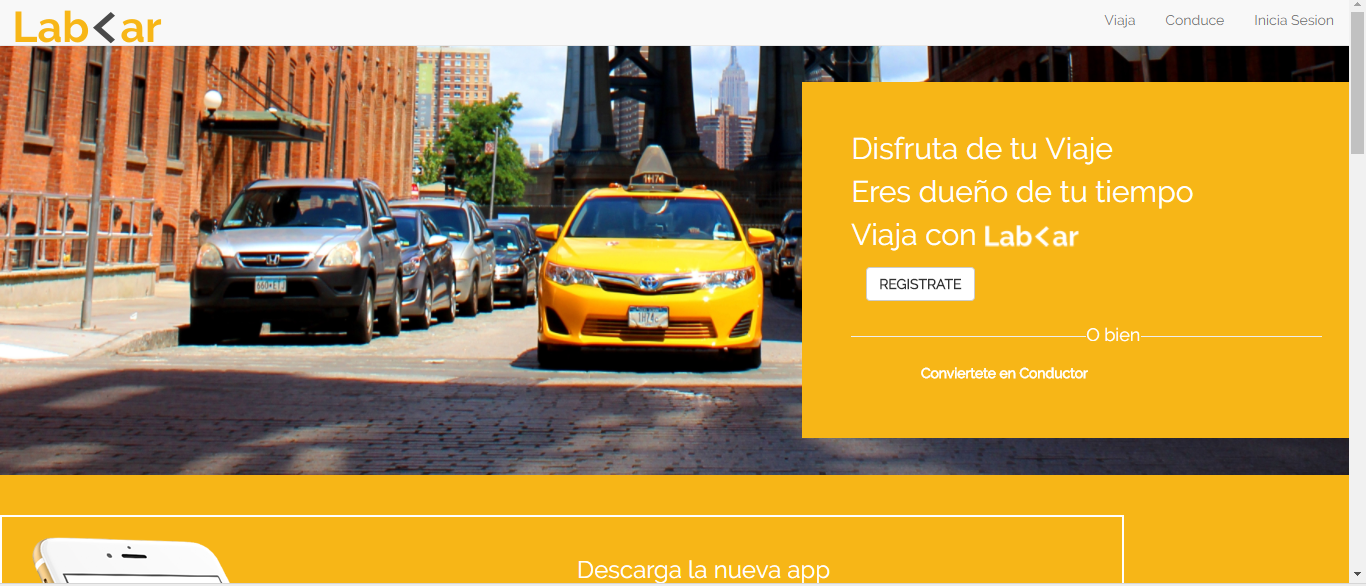 Lab<ar
Viaja
Conduce
Inicia Sesion
1H74
Disfruta de tu Viaje
Eres dueño de tu tiempo
Viaja con Lab<ar
REGISTRATE
O bien
Conviertete en Conductor
Descarga la nueva app